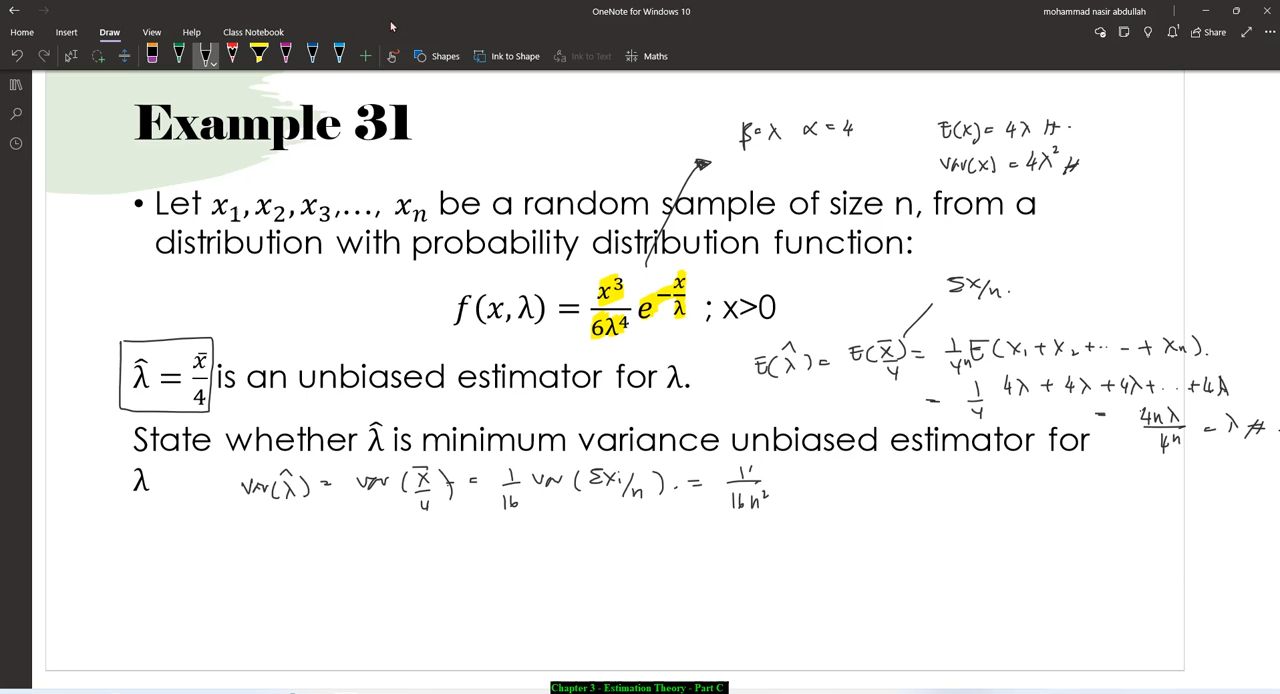 OneNote for Windows 10
mohammad nasir abdullah
Home Insert Draw View Help Class Notebook
Share
Shapes Ink to Shape Ink to Text Maths
Example 31
β=λ α=4
E(x)=4λ #.
var(x)=4λ² #
• Let x₁,x₂,x₃,…, xₙ be a random sample of size n, from a
distribution with probability distribution function:
f(x,λ) = x³/6λ⁴ e^(−x/λ) ; x>0
Σx/n.
E(λ̂) = E(x̄/4) = 1/4n E(x₁+x₂+...-+xₙ).
λ̂ = x̄/4 is an unbiased estimator for λ.
= 1/4 4λ+4λ+4λ+...+4λ
= 4nλ/4n = λ #
State whether λ̂ is minimum variance unbiased estimator for
λ
var(λ̂) = var(x̄/4) = 1/16 var(Σxi/n). = 1/16n²
Chapter 3 - Estimation Theory - Part C